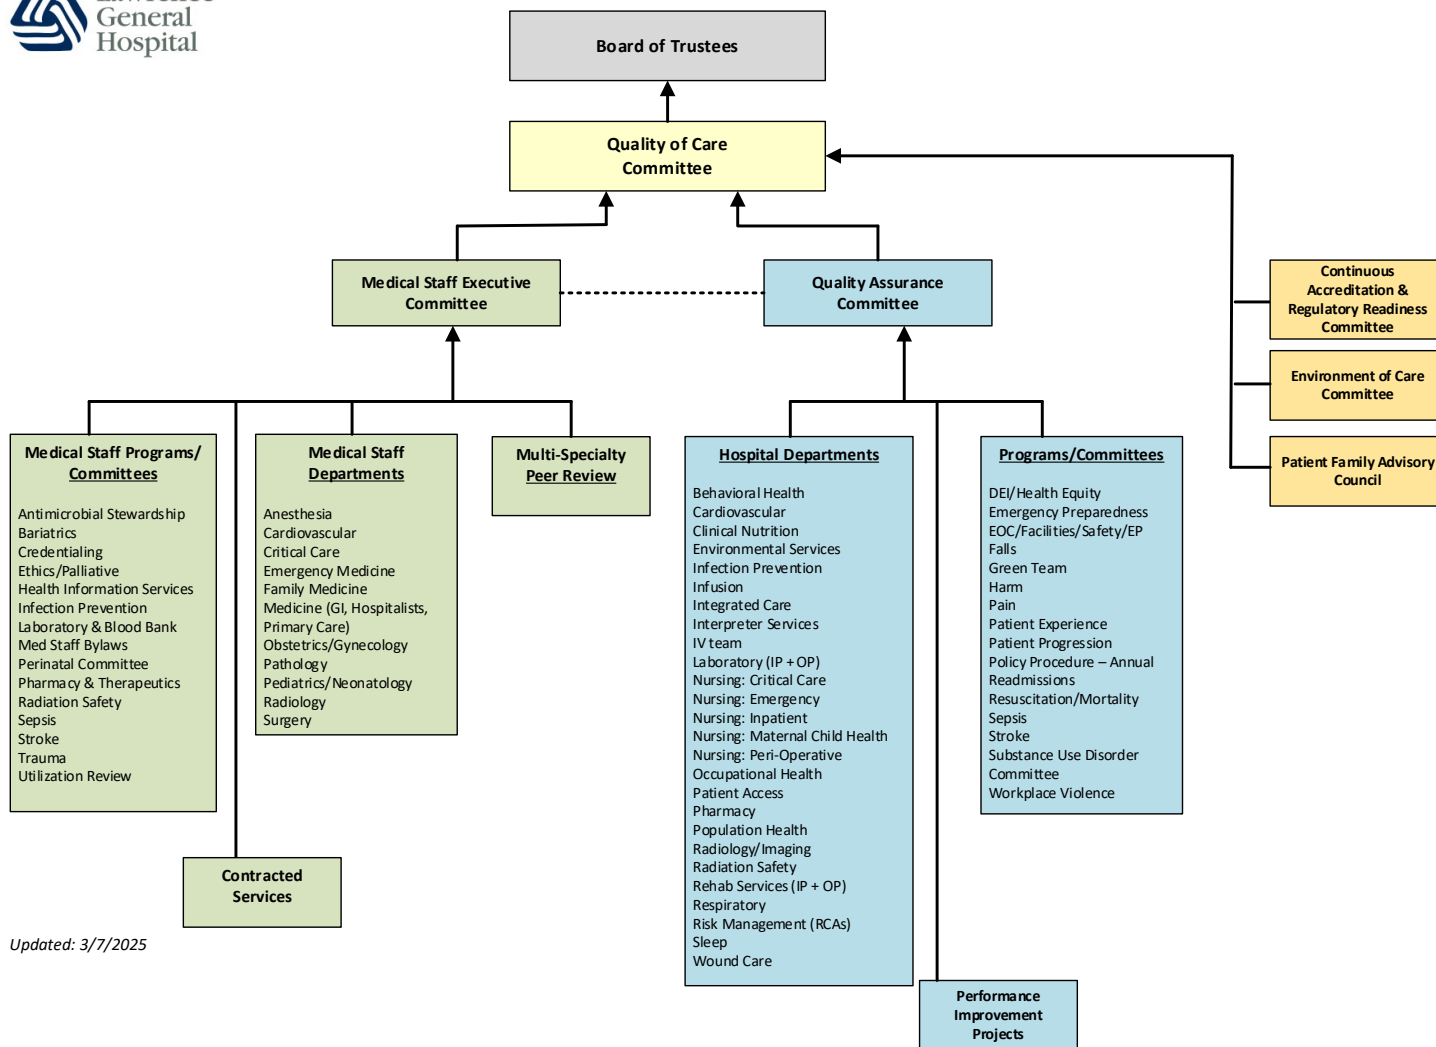 General
Hospital
Board of Trustees
Quality of Care
Committee
Medical Staff Executive
Committee
Quality Assurance
Committee
Continuous
Accreditation &
Regulatory Readiness
Committee
Environment of Care
Committee
Patient Family Advisory
Council
Medical Staff Programs/
Committees
Antimicrobial Stewardship
Bariatrics
Credentialing
Ethics/Palliative
Health Information Services
Infection Prevention
Laboratory & Blood Bank
Med Staff Bylaws
Perinatal Committee
Pharmacy & Therapeutics
Radiation Safety
Sepsis
Stroke
Trauma
Utilization Review
Medical Staff
Departments
Anesthesia
Cardiovascular
Critical Care
Emergency Medicine
Family Medicine
Medicine (GI, Hospitalists,
Primary Care)
Obstetrics/Gynecology
Pathology
Pediatrics/Neonatology
Radiology
Surgery
Multi-Specialty
Peer Review
Contracted
Services
Hospital Departments
Behavioral Health
Cardiovascular
Clinical Nutrition
Environmental Services
Infection Prevention
Infusion
Integrated Care
Interpreter Services
IV team
Laboratory (IP + OP)
Nursing: Critical Care
Nursing: Emergency
Nursing: Inpatient
Nursing: Maternal Child Health
Nursing: Peri-Operative
Occupational Health
Patient Access
Pharmacy
Population Health
Radiology/Imaging
Radiation Safety
Rehab Services (IP + OP)
Respiratory
Risk Management (RCAs)
Sleep
Wound Care
Programs/Committees
DEI/Health Equity
Emergency Preparedness
EOC/Facilities/Safety/EP
Falls
Green Team
Harm
Pain
Patient Experience
Patient Progression
Policy Procedure – Annual
Readmissions
Resuscitation/Mortality
Sepsis
Stroke
Substance Use Disorder
Committee
Workplace Violence
Performance
Improvement
Projects
Updated: 3/7/2025